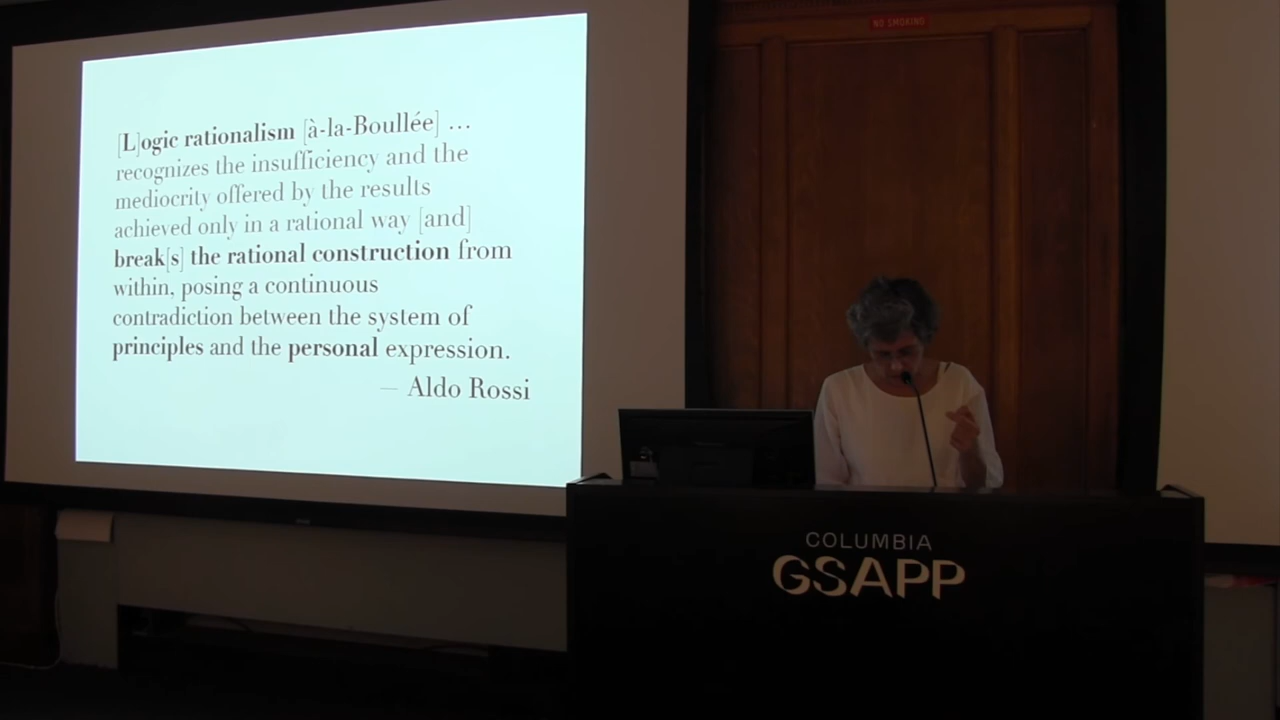 [L]ogic rationalism [à-la-Boullée] …
recognizes the insufficiency and the
mediocrity offered by the results
achieved only in a rational way [and]
break[s] the rational construction from
within, posing a continuous
contradiction between the system of
principles and the personal expression.
— Aldo Rossi
NO SMOKING
COLUMBIA
GSAPP